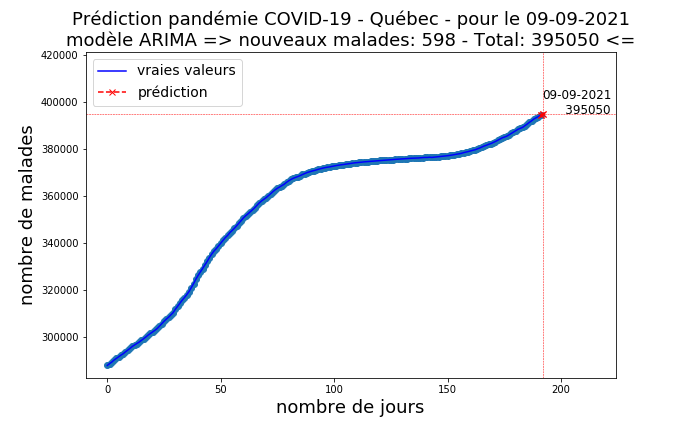 Prédiction pandémie COVID-19 - Québec - pour le 09-09-2021
modèle ARIMA => nouveaux malades: 598 - Total: 395050 <=
420000
400000
380000
360000
340000
320000
300000
nombre de malades
vraies valeurs
prédiction
09-09-2021
395050
0
50
100
150
200
nombre de jours